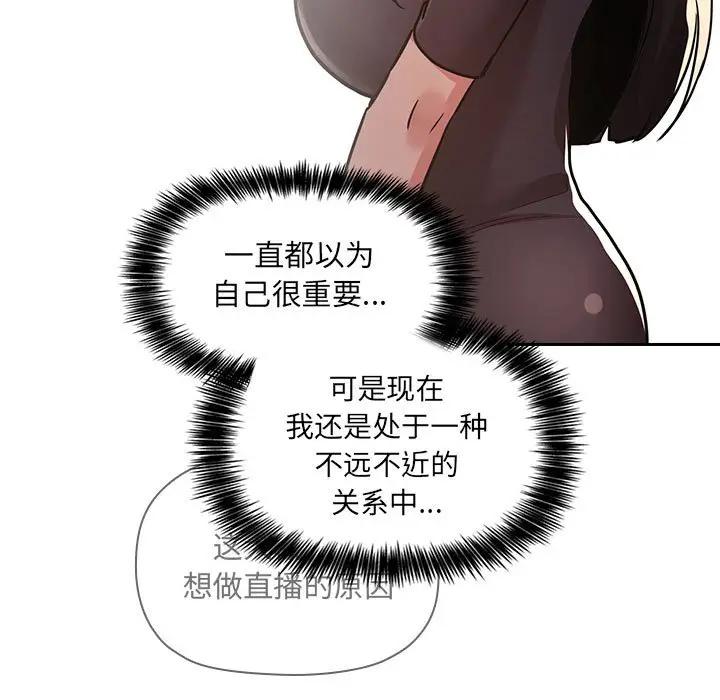 一直都以为
自己很重要...
可是现在
我还是处于一种
不远不近的
关系中...
这
想做直播的原因